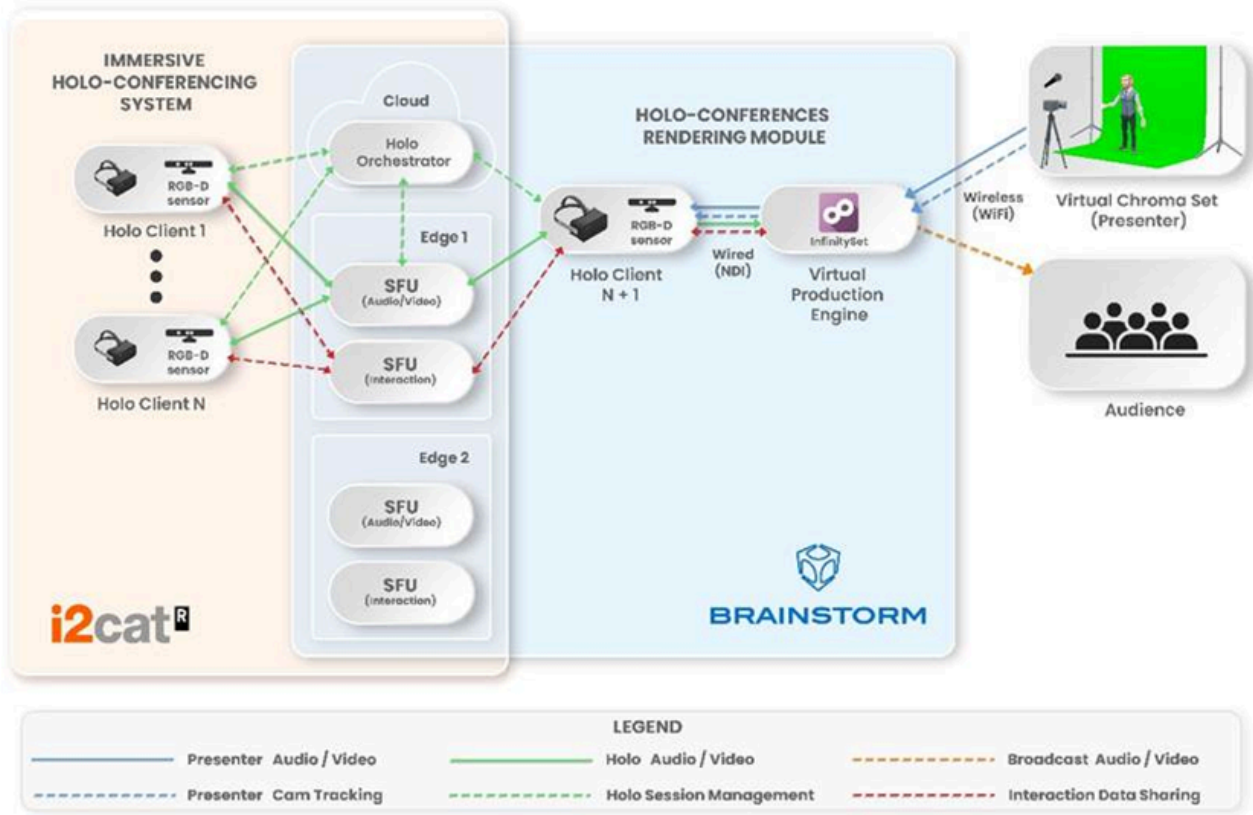 IMMERSIVE
HOLO-CONFERENCING
SYSTEM
RGB-D
sensor
Holo Client 1
RGB-D
sensor
Holo Client N
i2cat R
Cloud
Holo
Orchestrator
Edge 1
SFU
(Audio/Video)
SFU
(Interaction)
Edge 2
SFU
(Audio/Video)
SFU
(Interaction)
HOLO-CONFERENCES
RENDERING MODULE
RGB-D
sensor
Holo Client
N + 1
Wired
(NDI)
InfinitySet
Virtual
Production
Engine
BRAINSTORM
Wireless
(WiFi)
Virtual Chroma Set
(Presenter)
Audience
LEGEND
Presenter Audio / Video
Holo Audio / Video
Broadcast Audio / Video
Presenter Cam Tracking
Holo Session Management
Interaction Data Sharing